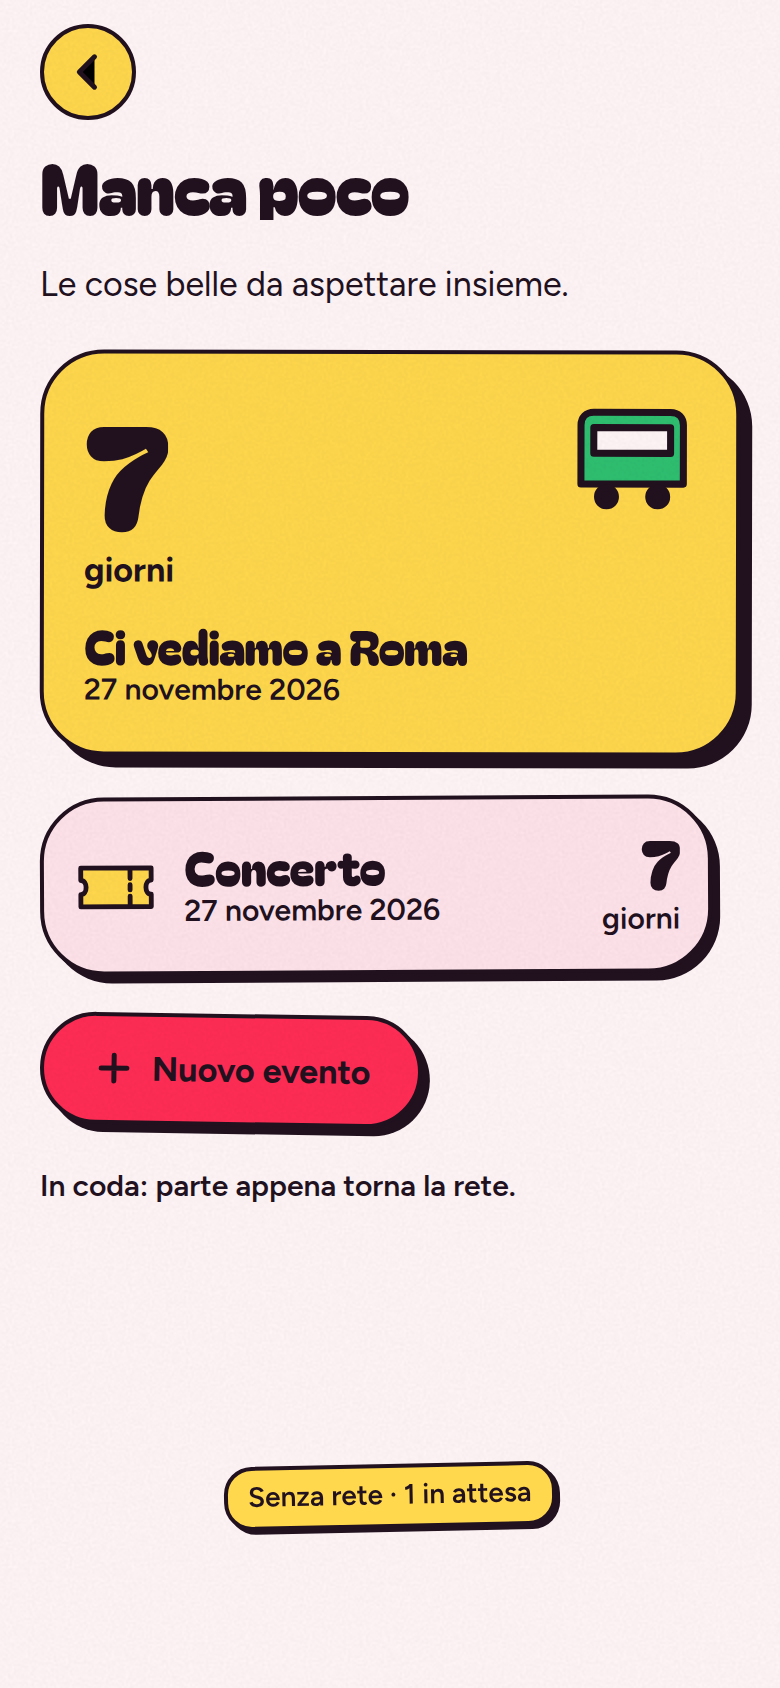 Manca poco
Le cose belle da aspettare insieme.
7
giorni
Ci vediamo a Roma
27 novembre 2026
Concerto
27 novembre 2026
7
giorni
+ Nuovo evento
In coda: parte appena torna la rete.
Senza rete · 1 in attesa